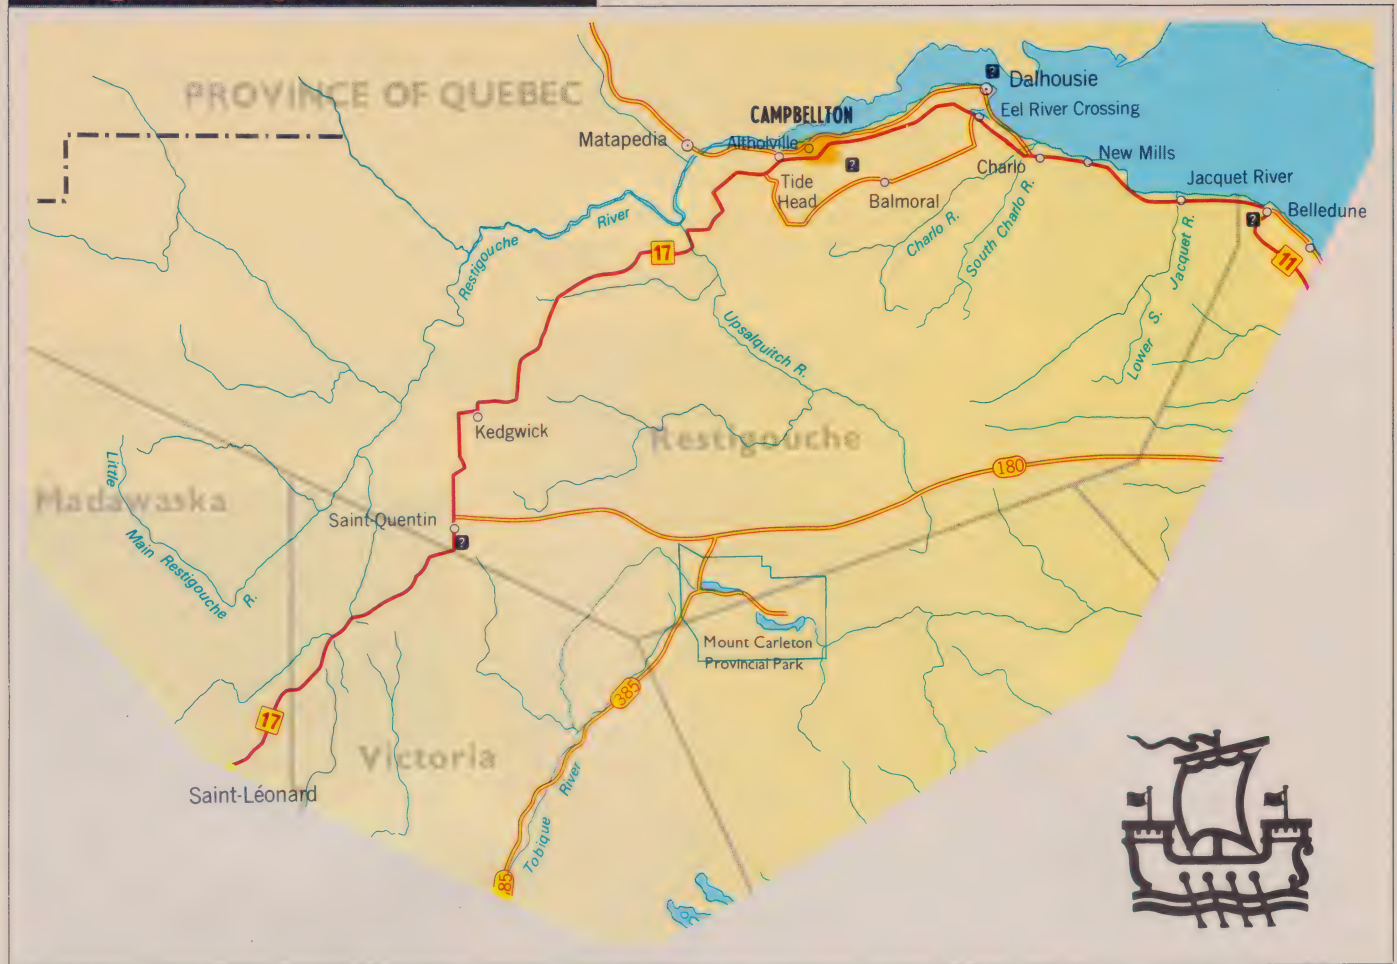 PROVINCE OF QUEBEC
?
Dalhousie
CAMPBELLTON
Eel River Crossing
Matapedia
Altholville
?
Charlo
New Mills
Tide
Head
Balmoral
Jacquet River
Belledune
?
11
Restigouche
River
17
Charlo R.
South Charlo R.
Jacquet R.
Lower S.
Upsalquitch R.
Kedgwick
Restigouche
180
Madawaska
Little
Main Restigouche
R.
Saint-Quentin
?
Mount Carleton
Provincial Park
385
17
Victoria
Saint-Léonard
Tobique
River
385